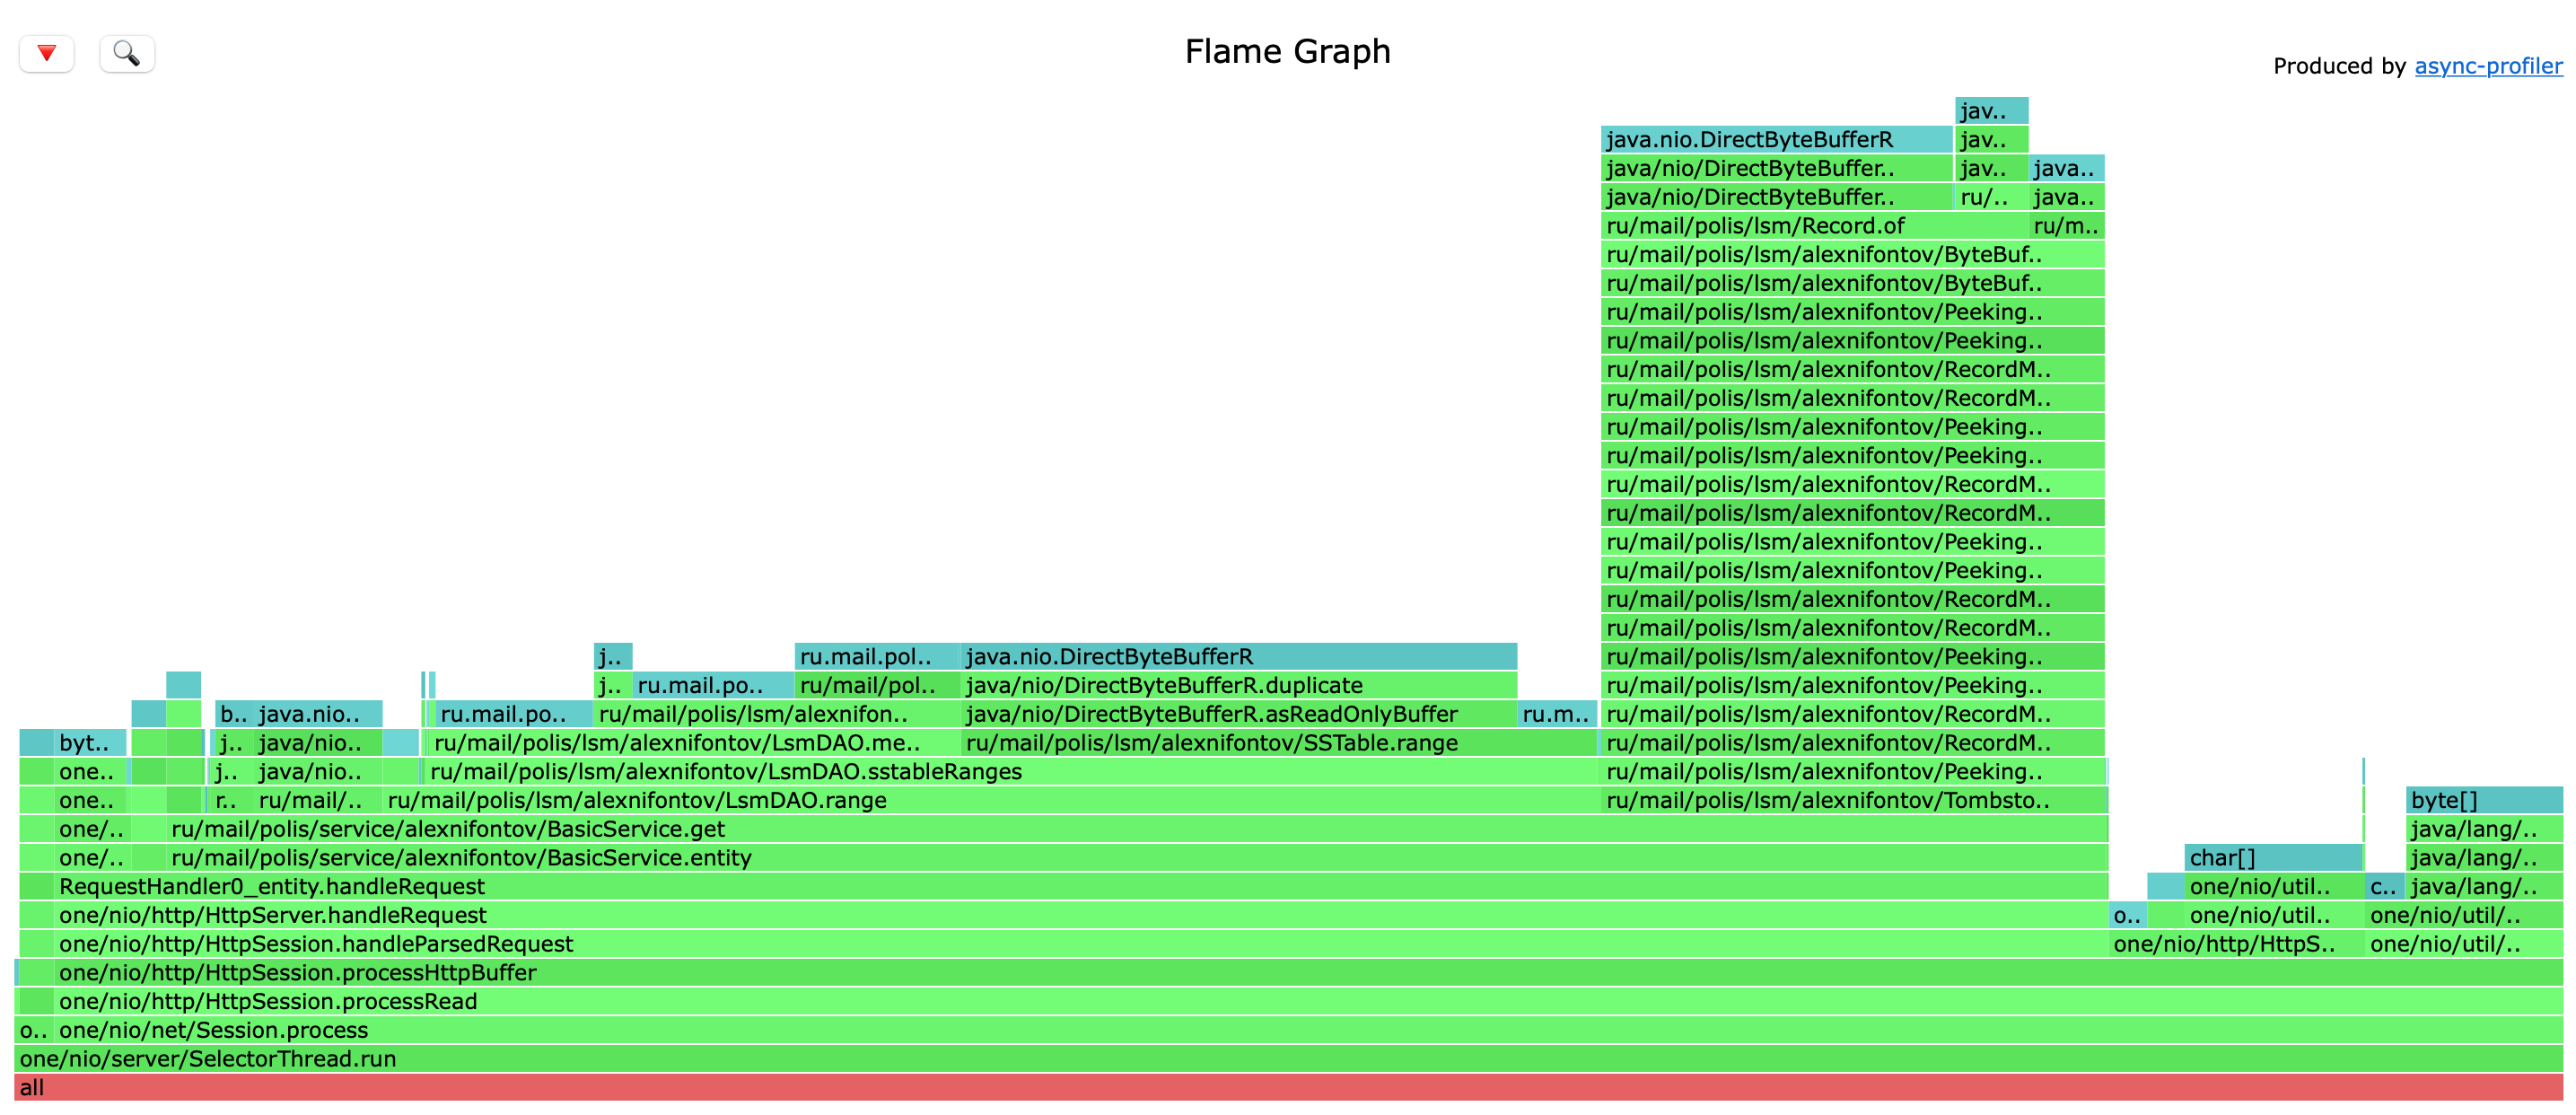 Flame Graph
Produced by async-profiler
jav..
java.nio.DirectByteBufferR jav..
java/nio/DirectByteBuffer.. jav.. java..
java/nio/DirectByteBuffer.. ru/.. java..
ru/mail/polis/lsm/Record.of ru/m..
ru/mail/polis/lsm/alexnifontov/ByteBuf..
ru/mail/polis/lsm/alexnifontov/ByteBuf..
ru/mail/polis/lsm/alexnifontov/Peeking..
ru/mail/polis/lsm/alexnifontov/Peeking..
ru/mail/polis/lsm/alexnifontov/RecordM..
ru/mail/polis/lsm/alexnifontov/RecordM..
ru/mail/polis/lsm/alexnifontov/Peeking..
ru/mail/polis/lsm/alexnifontov/Peeking..
ru/mail/polis/lsm/alexnifontov/RecordM..
ru/mail/polis/lsm/alexnifontov/RecordM..
ru/mail/polis/lsm/alexnifontov/Peeking..
ru/mail/polis/lsm/alexnifontov/Peeking..
ru/mail/polis/lsm/alexnifontov/RecordM..
ru/mail/polis/lsm/alexnifontov/RecordM..
j.. ru.mail.pol.. java.nio.DirectByteBufferR ru/mail/polis/lsm/alexnifontov/Peeking..
j.. ru.mail.po.. ru/mail/pol.. java/nio/DirectByteBufferR.duplicate ru/mail/polis/lsm/alexnifontov/Peeking..
b.. java.nio.. ru.mail.po.. ru/mail/polis/lsm/alexnifon.. java/nio/DirectByteBufferR.asReadOnlyBuffer ru.m.. ru/mail/polis/lsm/alexnifontov/RecordM..
byt.. j.. java/nio.. ru/mail/polis/lsm/alexnifontov/LsmDAO.me.. ru/mail/polis/lsm/alexnifontov/SSTable.range ru/mail/polis/lsm/alexnifontov/RecordM..
one.. j.. java/nio.. ru/mail/polis/lsm/alexnifontov/LsmDAO.sstableRanges ru/mail/polis/lsm/alexnifontov/Peeking..
one.. r.. ru/mail/.. ru/mail/polis/lsm/alexnifontov/LsmDAO.range ru/mail/polis/lsm/alexnifontov/Tombsto.. byte[]
one/.. ru/mail/polis/service/alexnifontov/BasicService.get java/lang/..
one/.. ru/mail/polis/service/alexnifontov/BasicService.entity char[] java/lang/..
RequestHandler0_entity.handleRequest one/nio/util.. c.. java/lang/..
one/nio/http/HttpServer.handleRequest o.. one/nio/util.. one/nio/util/..
one/nio/http/HttpSession.handleParsedRequest one/nio/http/HttpS.. one/nio/util/..
one/nio/http/HttpSession.processHttpBuffer
one/nio/http/HttpSession.processRead
o.. one/nio/net/Session.process
one/nio/server/SelectorThread.run
all